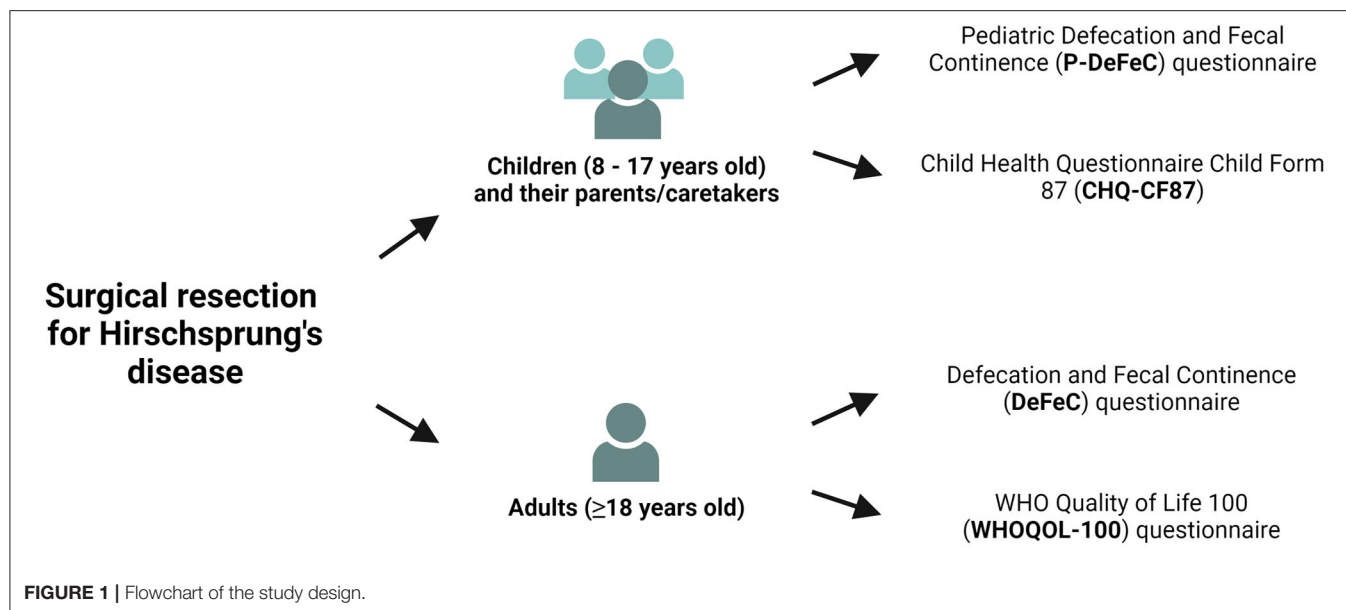 Surgical resection
for Hirschsprung's
disease
Children (8 - 17 years old)
and their parents/caretakers
Pediatric Defecation and Fecal
Continence (P-DeFeC) questionnaire
Child Health Questionnaire Child Form
87 (CHQ-CF87)
Adults (≥18 years old)
Defecation and Fecal Continence
(DeFeC) questionnaire
WHO Quality of Life 100
(WHOQOL-100) questionnaire
FIGURE 1 | Flowchart of the study design.